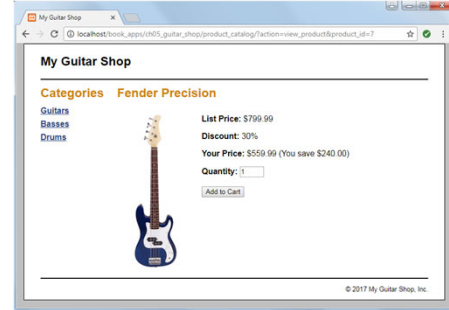 My Guitar Shop
localhost/book_apps/ch05_guitar_shop/product_catalog/?action=view_product&product_id=7
My Guitar Shop
Categories
Guitars
Basses
Drums
Fender Precision
List Price: $799.99
Discount: 30%
Your Price: $559.99 (You save $240.00)
Quantity: 1
Add to Cart
© 2017 My Guitar Shop, Inc.